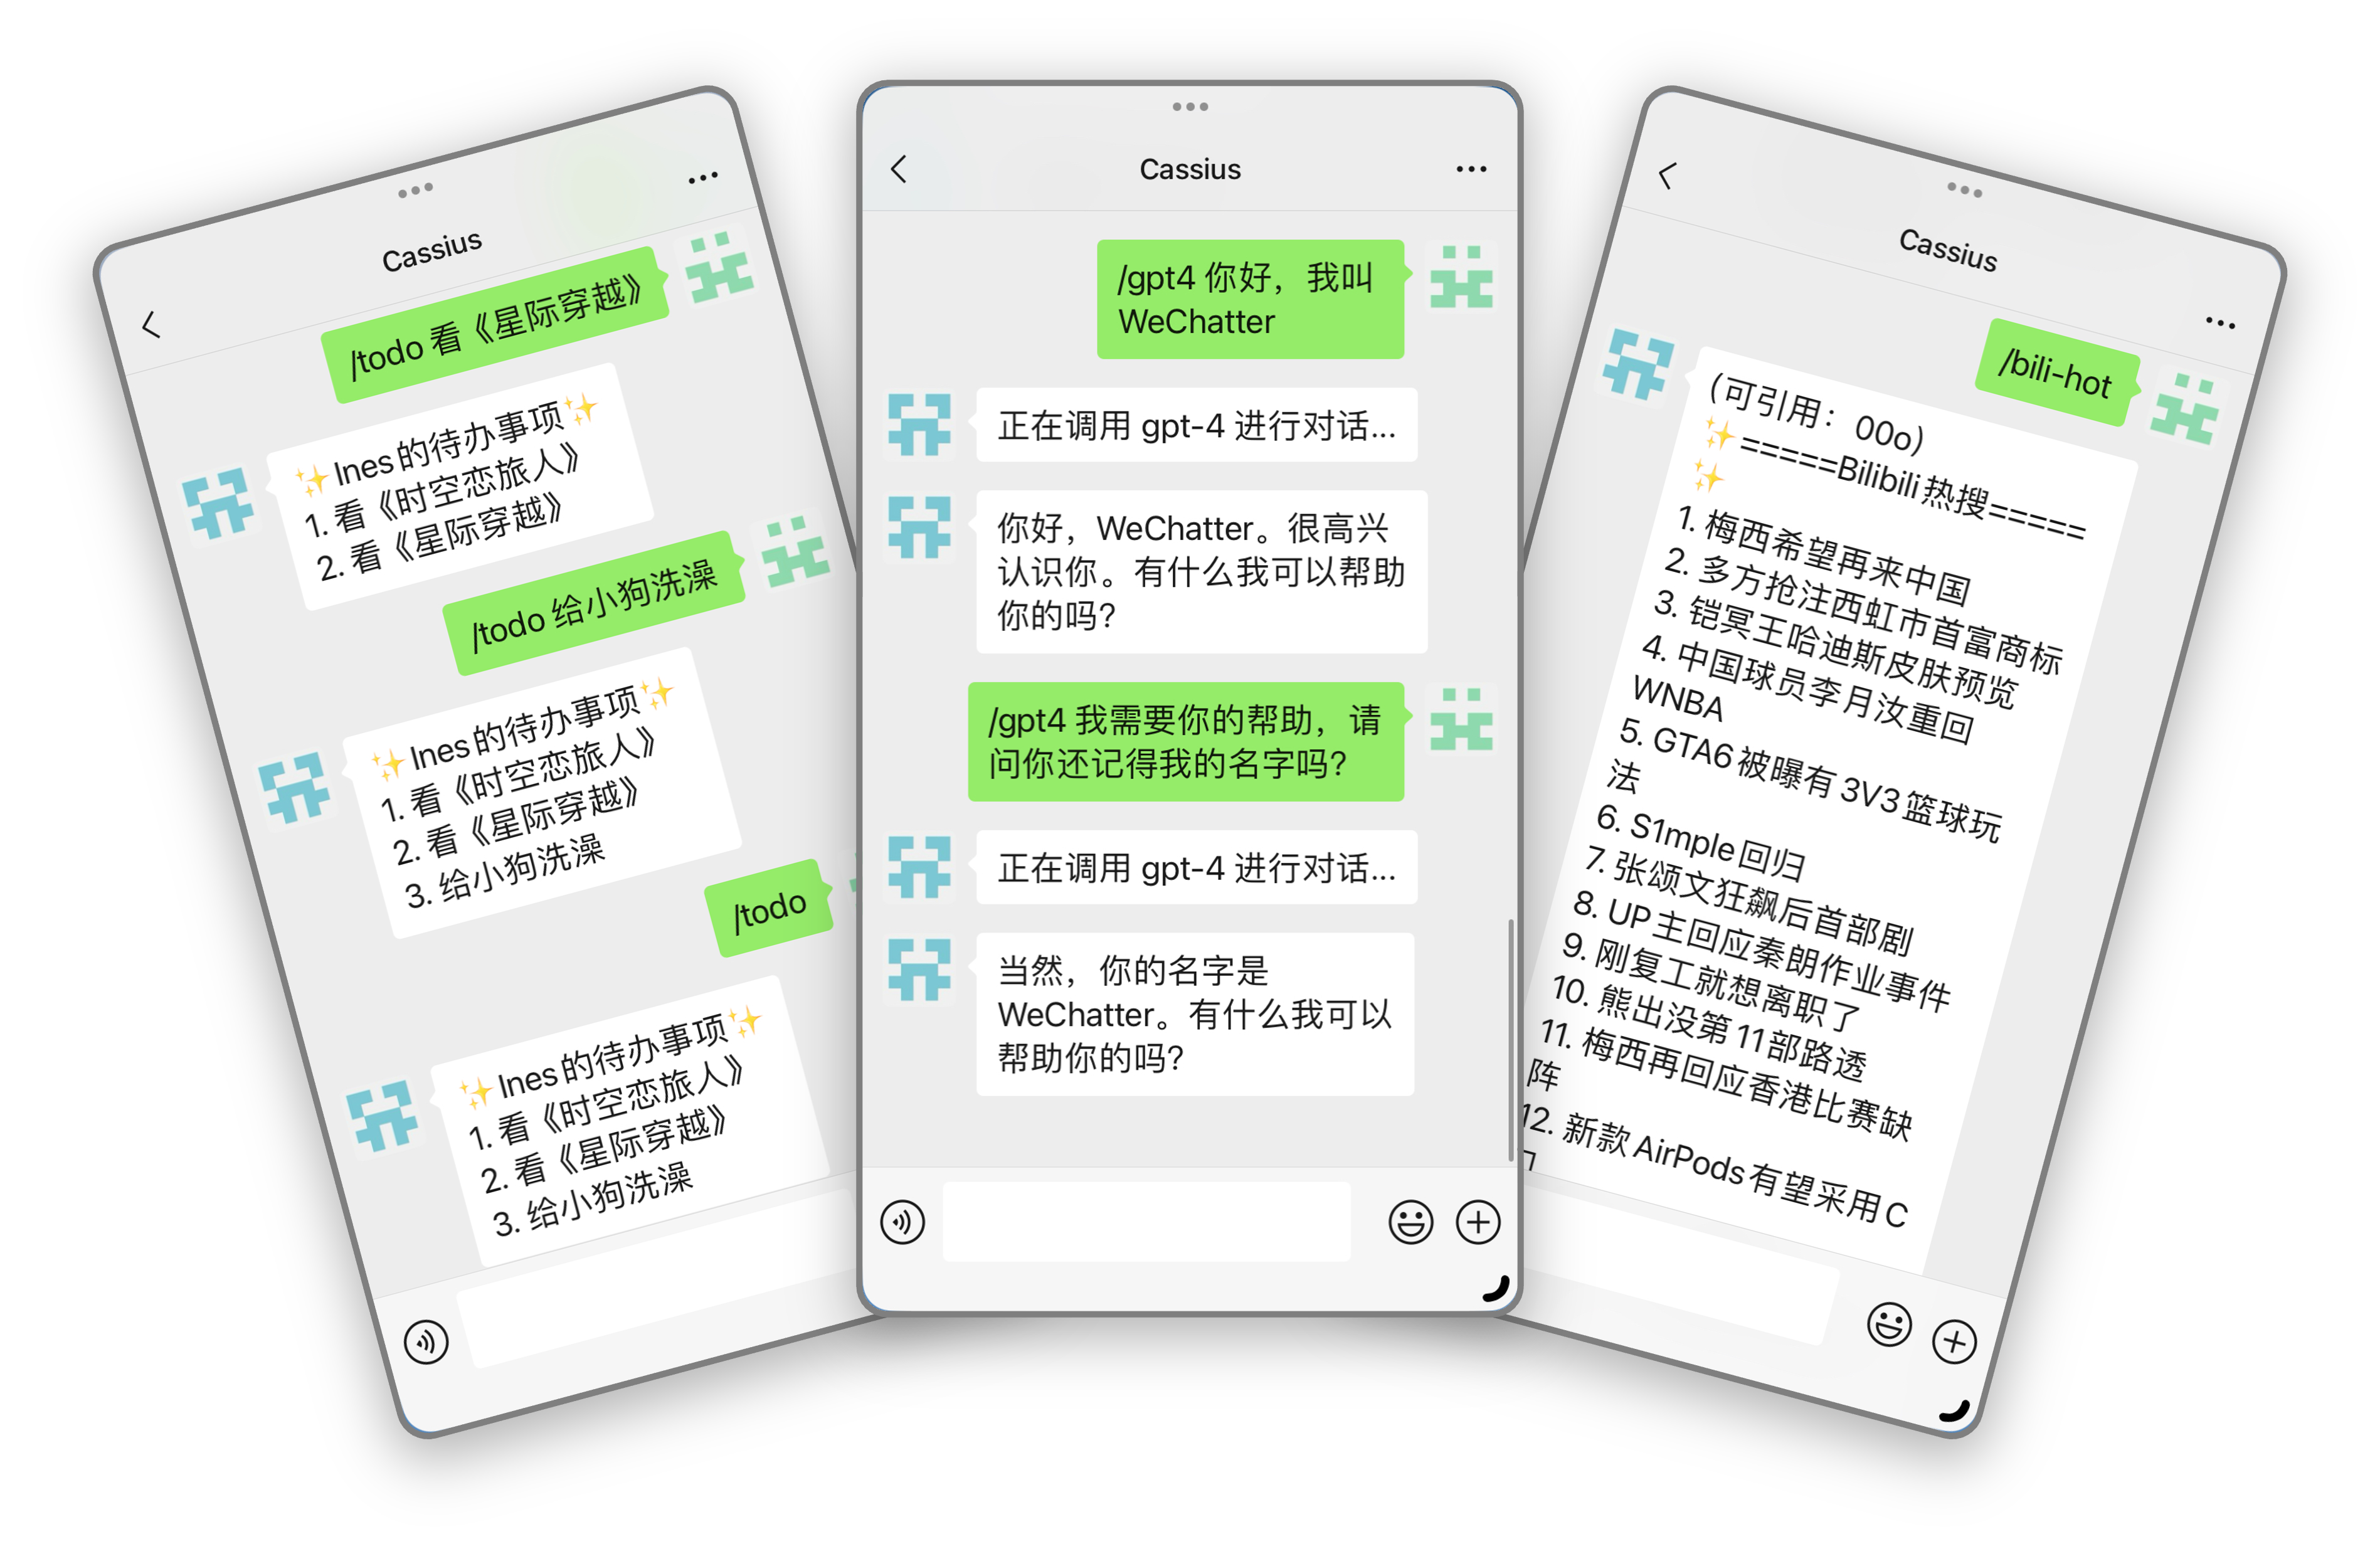 Cassius
/todo 看《星际穿越》
✨Ines的待办事项✨
1. 看《时空恋旅人》
2. 看《星际穿越》
/todo 给小狗洗澡
✨Ines的待办事项✨
1. 看《时空恋旅人》
2. 看《星际穿越》
3. 给小狗洗澡
/todo
✨Ines的待办事项✨
1. 看《时空恋旅人》
2. 看《星际穿越》
3. 给小狗洗澡
Cassius
/gpt4 你好，我叫
WeChatter
正在调用 gpt-4 进行对话...
你好，WeChatter。很高兴
认识你。有什么我可以帮助
你的吗？
/gpt4 我需要你的帮助，请
问你还记得我的名字吗？
正在调用 gpt-4 进行对话...
当然，你的名字是
WeChatter。有什么我可以
帮助你的吗？
Cassius
/bili-hot
（可引用：00o）
✨=====Bilibili热搜=====
✨
1. 梅西希望再来中国
2. 多方抢注西虹市首富商标
3. 铠冥王哈迪斯皮肤预览
4. 中国球员李月汝重回
WNBA
5. GTA6被曝有3V3篮球玩
法
6. S1mple回归
7. 张颂文狂飙后首部剧
8. UP主回应秦朗作业事件
9. 刚复工就想离职了
10. 熊出没第11部路透
11. 梅西再回应香港比赛缺
阵
12. 新款AirPods有望采用C